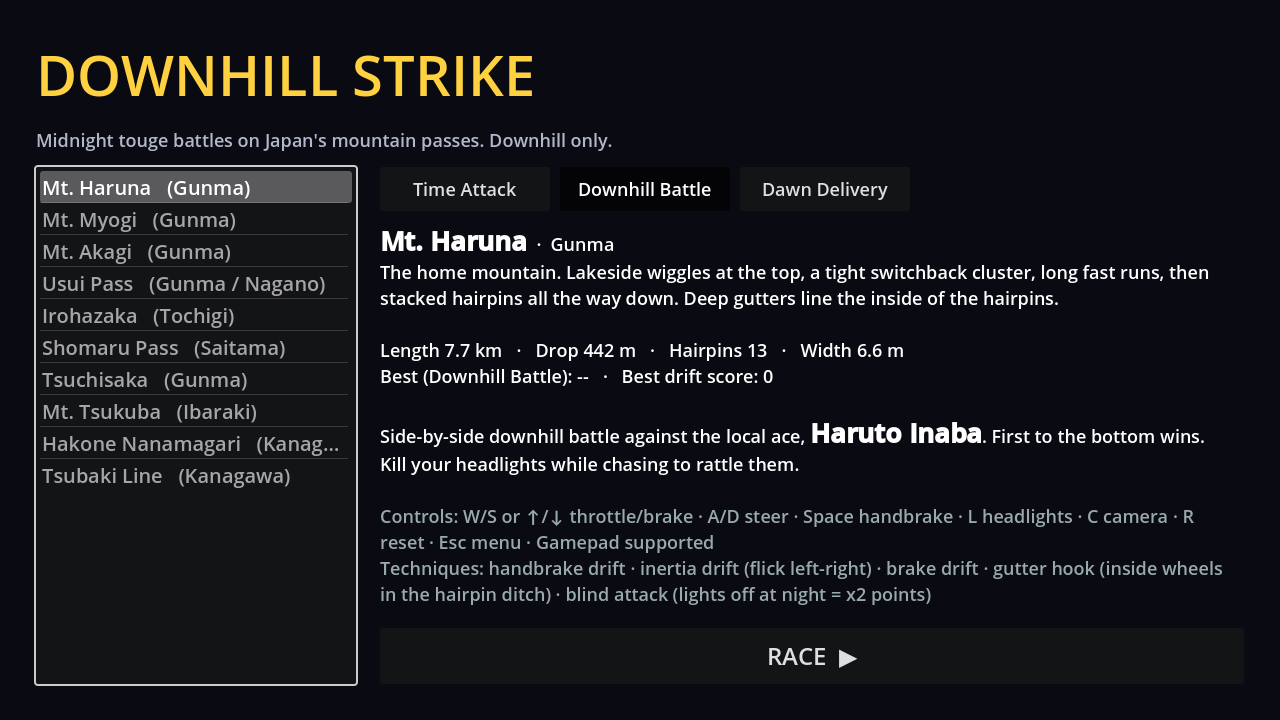 DOWNHILL STRIKE
Midnight touge battles on Japan's mountain passes. Downhill only.
Mt. Haruna (Gunma)
Mt. Myogi (Gunma)
Mt. Akagi (Gunma)
Usui Pass (Gunma / Nagano)
Irohazaka (Tochigi)
Shomaru Pass (Saitama)
Tsuchisaka (Gunma)
Mt. Tsukuba (Ibaraki)
Hakone Nanamagari (Kanag...
Tsubaki Line (Kanagawa)
Time Attack
Downhill Battle
Dawn Delivery
Mt. Haruna · Gunma
The home mountain. Lakeside wiggles at the top, a tight switchback cluster, long fast runs, then
stacked hairpins all the way down. Deep gutters line the inside of the hairpins.
Length 7.7 km · Drop 442 m · Hairpins 13 · Width 6.6 m
Best (Downhill Battle): -- · Best drift score: 0
Side-by-side downhill battle against the local ace, Haruto Inaba. First to the bottom wins.
Kill your headlights while chasing to rattle them.
Controls: W/S or ↑/↓ throttle/brake · A/D steer · Space handbrake · L headlights · C camera · R
reset · Esc menu · Gamepad supported
Techniques: handbrake drift · inertia drift (flick left-right) · brake drift · gutter hook (inside wheels
in the hairpin ditch) · blind attack (lights off at night = x2 points)
RACE ▶